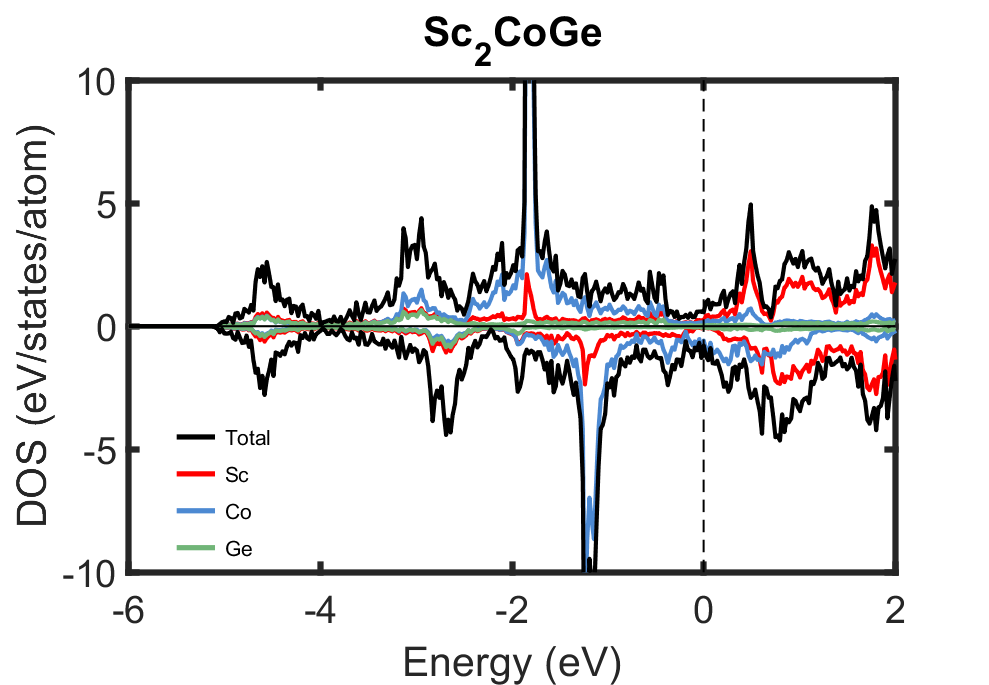 Sc2CoGe
10
5
0
-5
-10
DOS (eV/states/atom)
Total
Sc
Co
Ge
-6 -4 -2 0 2
Energy (eV)